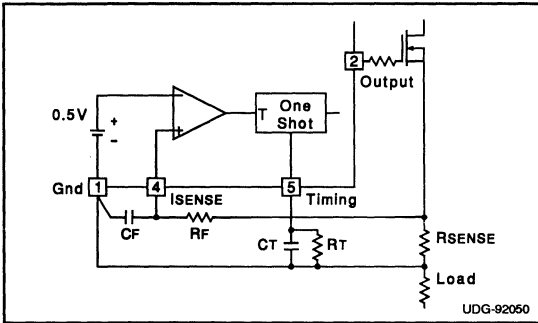 2
Output
0.5V
+
-
-
+
T
One
Shot
Gnd
1
4
ISENSE
5
Timing
CF
RF
CT
RT
RSENSE
Load
UDG-92050